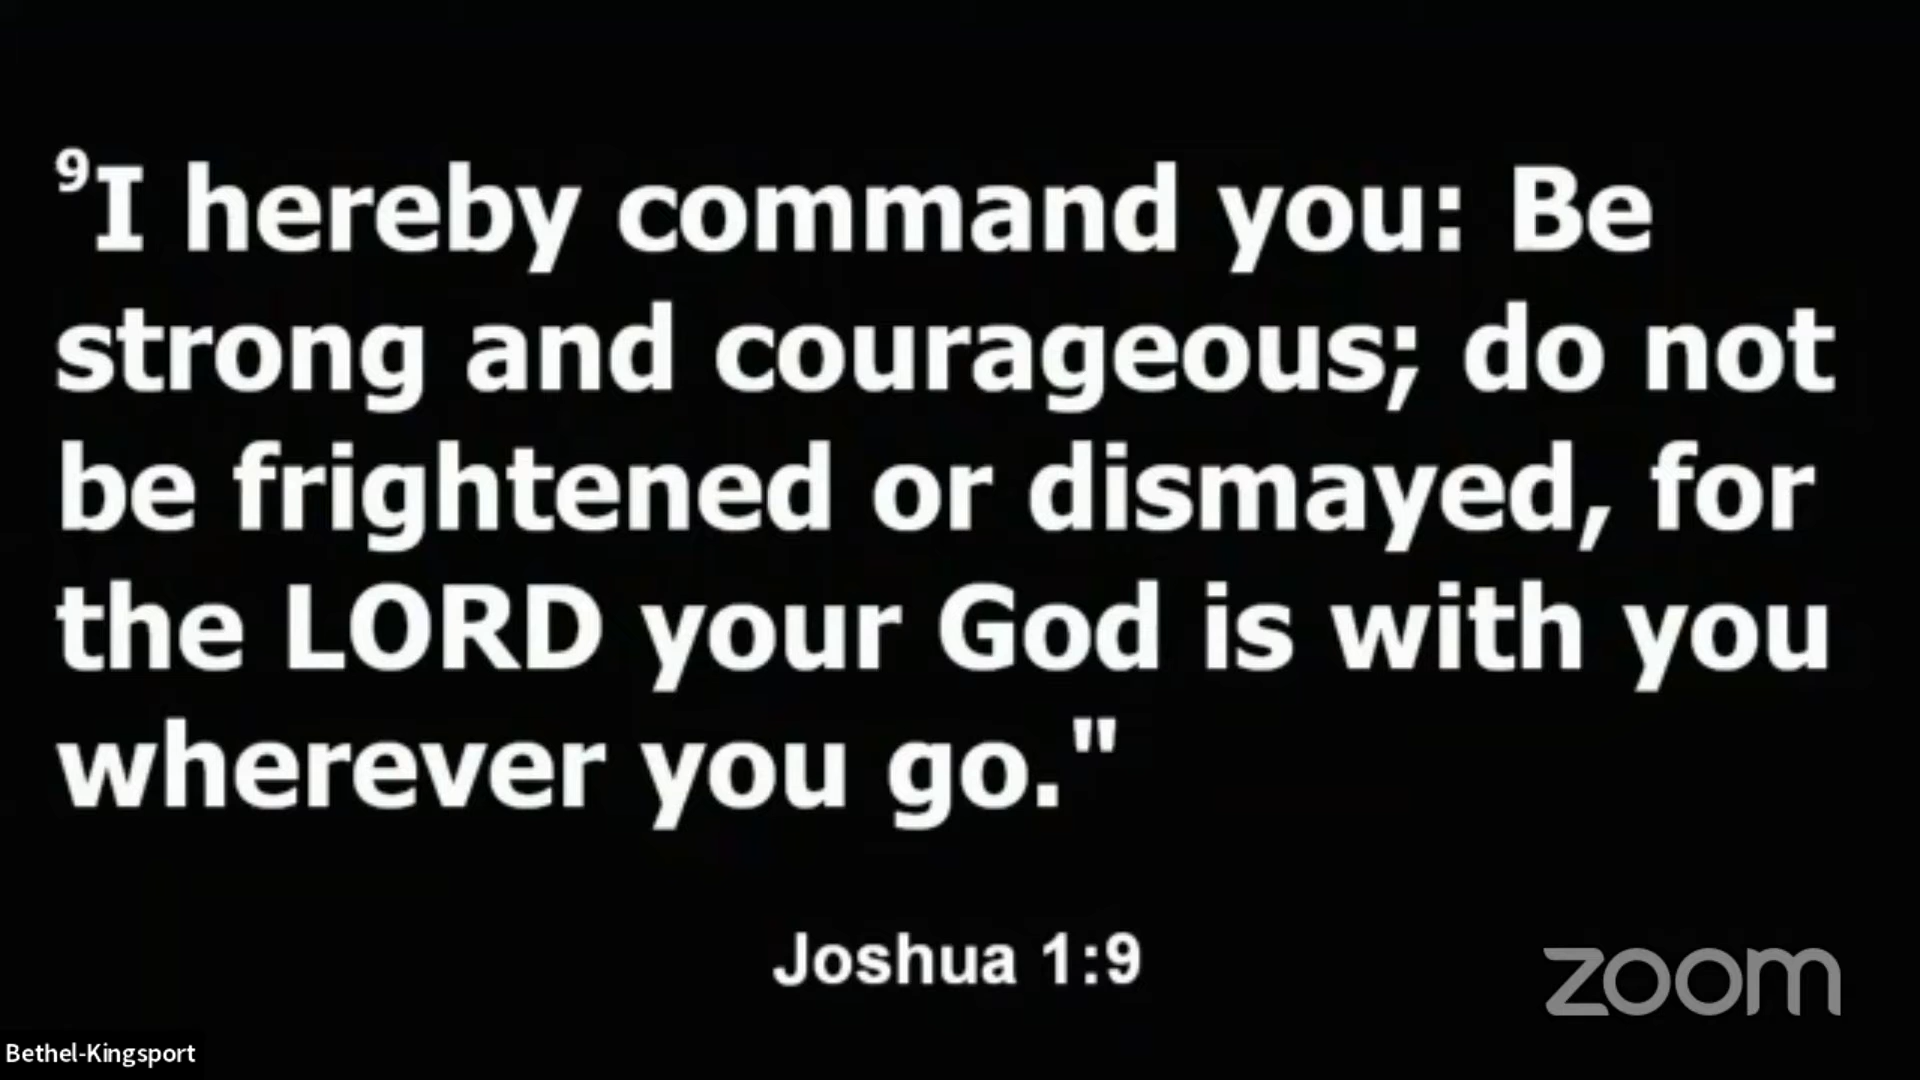 ⁹I hereby command you: Be
strong and courageous; do not
be frightened or dismayed, for
the LORD your God is with you
wherever you go."
Joshua 1:9
zoom
Bethel-Kingsport